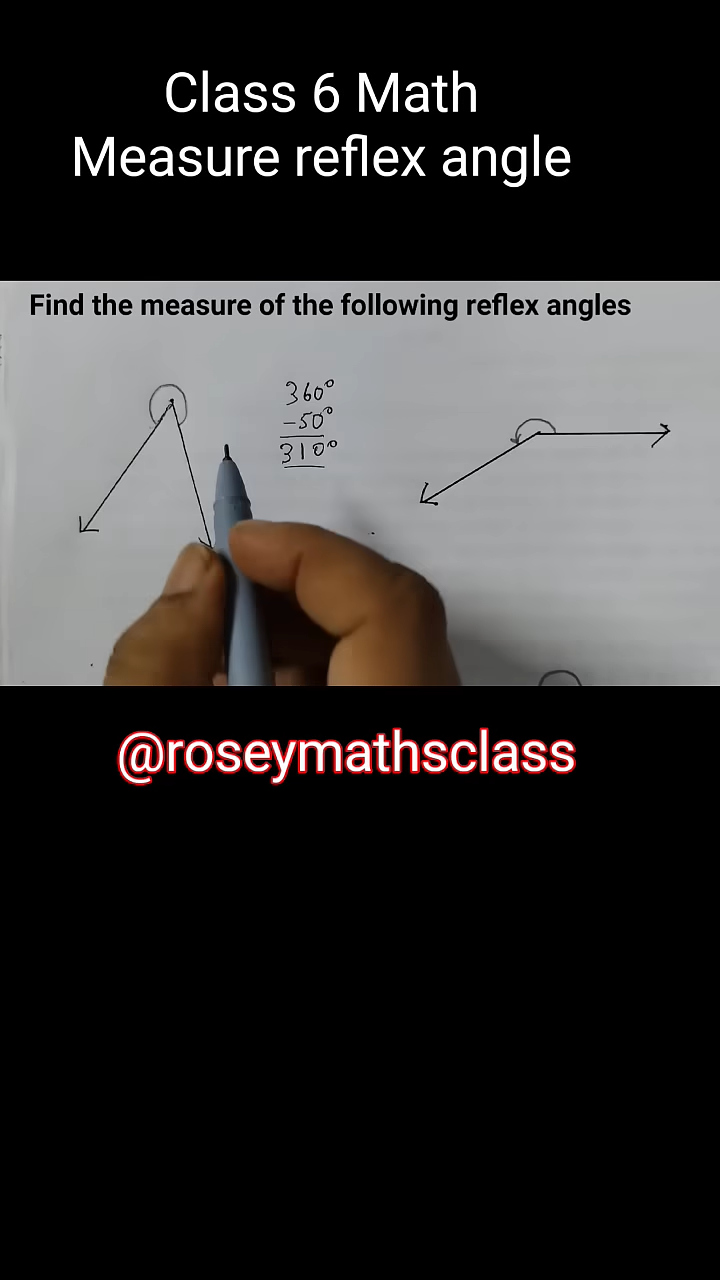 Class 6 Math
Measure reflex angle
Find the measure of the following reflex angles
360°
-50°
310°
@roseymathsclass